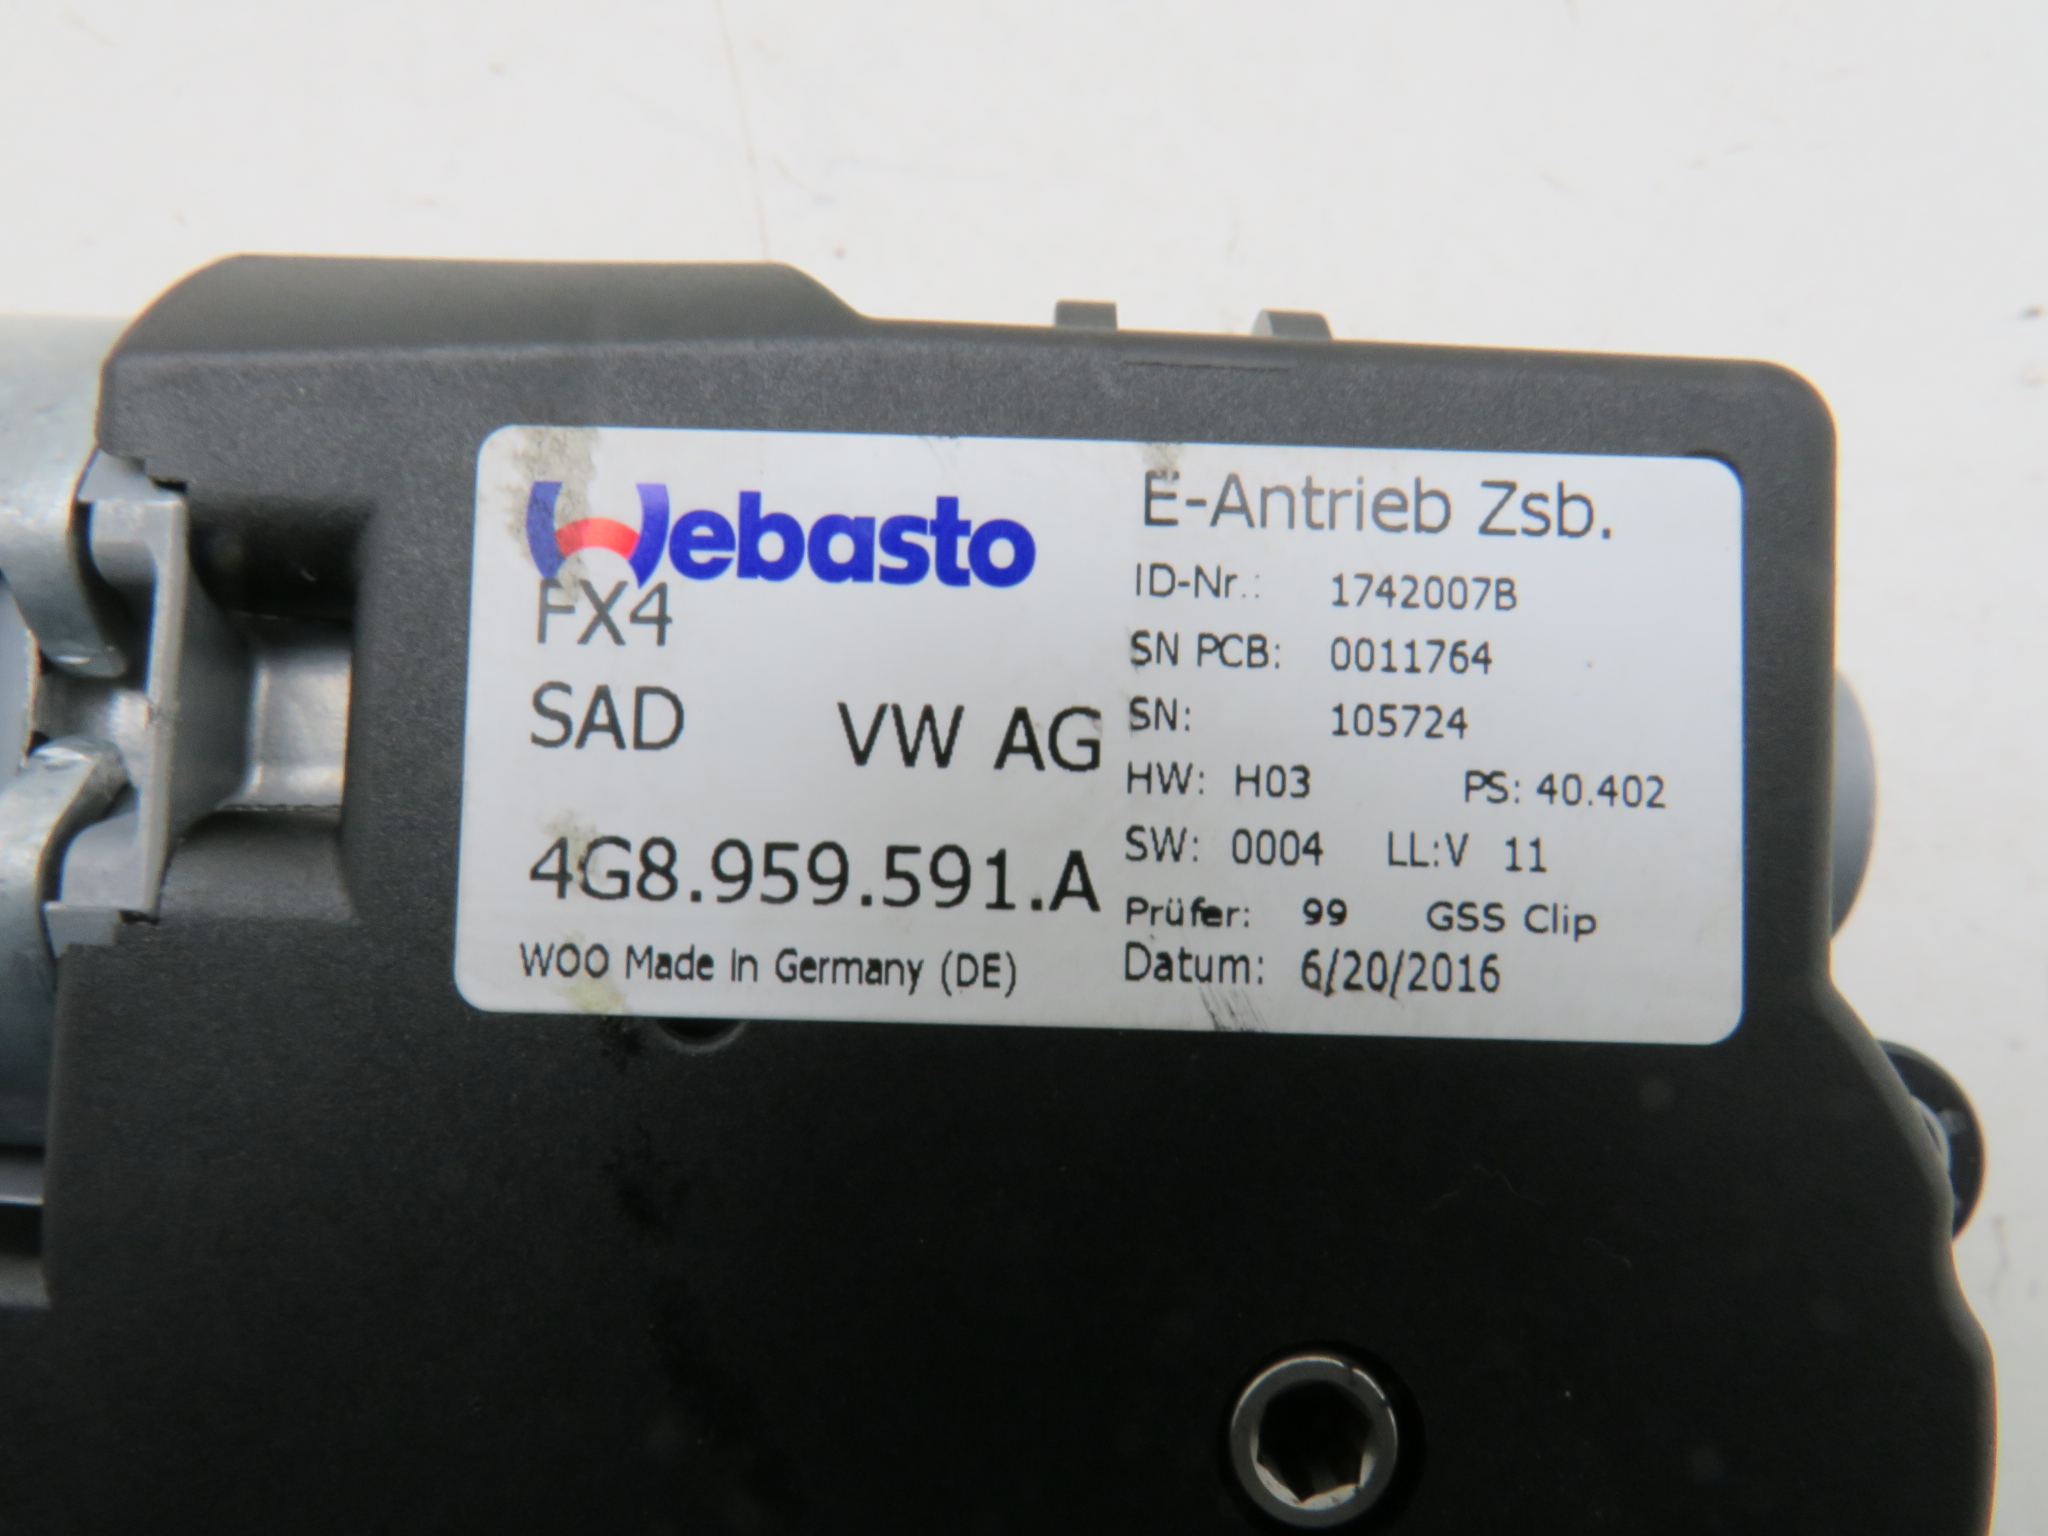 Webasto
FX4
SAD VW AG
4G8.959.591.A
WOO Made in Germany (DE)
E-Antrieb Zsb.
ID-Nr.: 1742007B
SN PCB: 0011764
SN: 105724
HW: H03 PS: 40.402
SW: 0004 LL:V 11
Prüfer: 99 GSS Clip
Datum: 6/20/2016